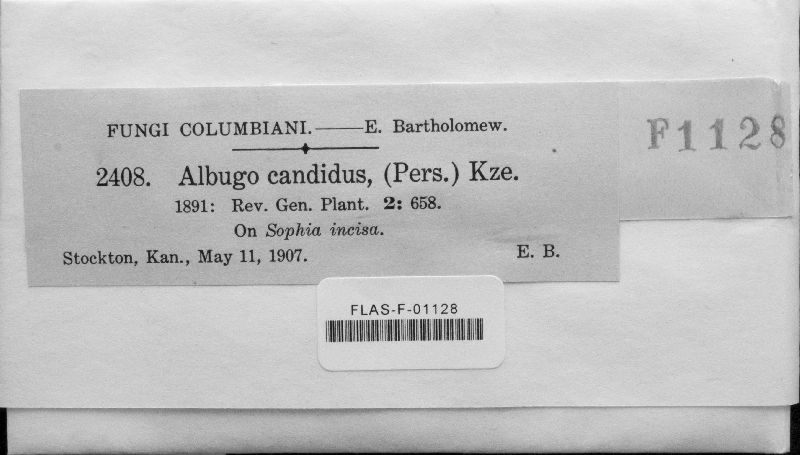 FUNGI COLUMBIANI.——E. Bartholomew.
2408. Albugo candidus, (Pers.) Kze.
1891: Rev. Gen. Plant. 2: 658.
On Sophia incisa.
Stockton, Kan., May 11, 1907. E. B.
F1128
FLAS-F-01128